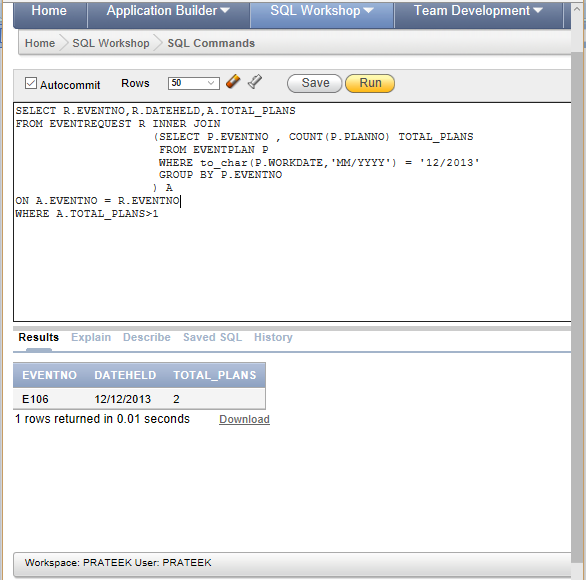 Home Application Builder SQL Workshop Team Development
Home SQL Workshop SQL Commands
Autocommit Rows 50 Save Run
SELECT R.EVENTNO,R.DATEHELD,A.TOTAL_PLANS
FROM EVENTREQUEST R INNER JOIN
(SELECT P.EVENTNO , COUNT(P.PLANNO) TOTAL_PLANS
FROM EVENTPLAN P
WHERE to_char(P.WORKDATE,'MM/YYYY') = '12/2013'
GROUP BY P.EVENTNO
) A
ON A.EVENTNO = R.EVENTNO
WHERE A.TOTAL_PLANS>1
Results Explain Describe Saved SQL History
EVENTNO DATEHELD TOTAL_PLANS
E106 12/12/2013 2
1 rows returned in 0.01 seconds Download
Workspace: PRATEEK User: PRATEEK